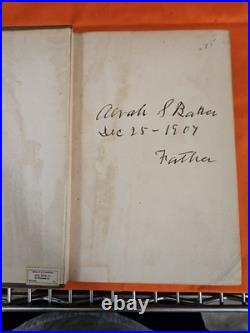 Alvah S Baker
Dec 25 - 1907
Father